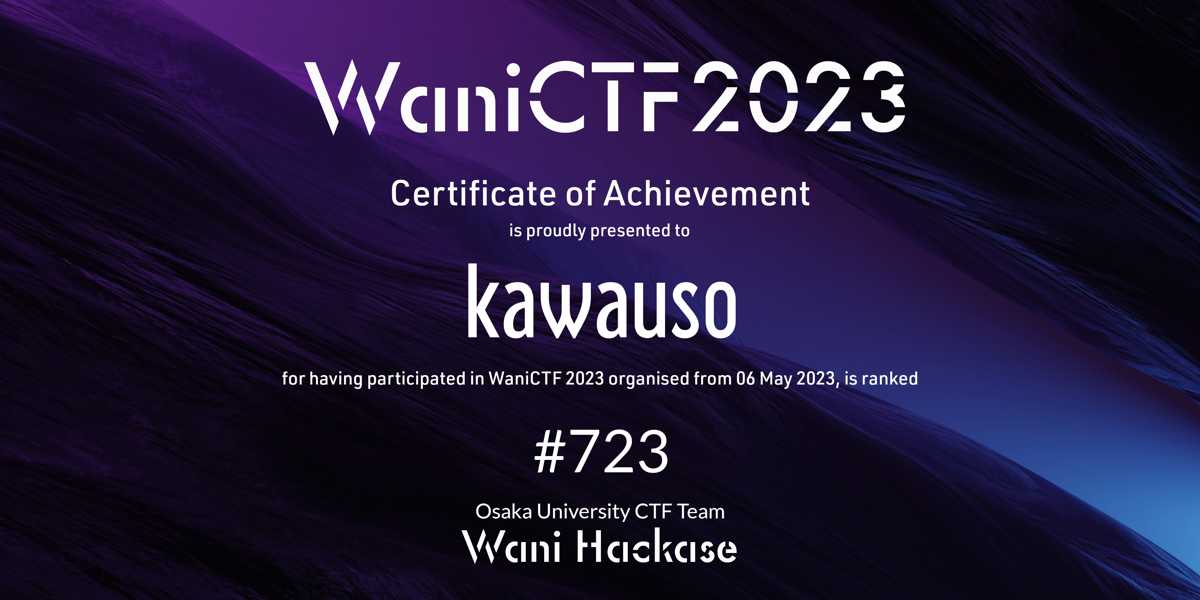 WaniCTF2023
Certificate of Achievement
is proudly presented to
kawauso
for having participated in WaniCTF 2023 organised from 06 May 2023, is ranked
#723
Osaka University CTF Team
Wani Hackase